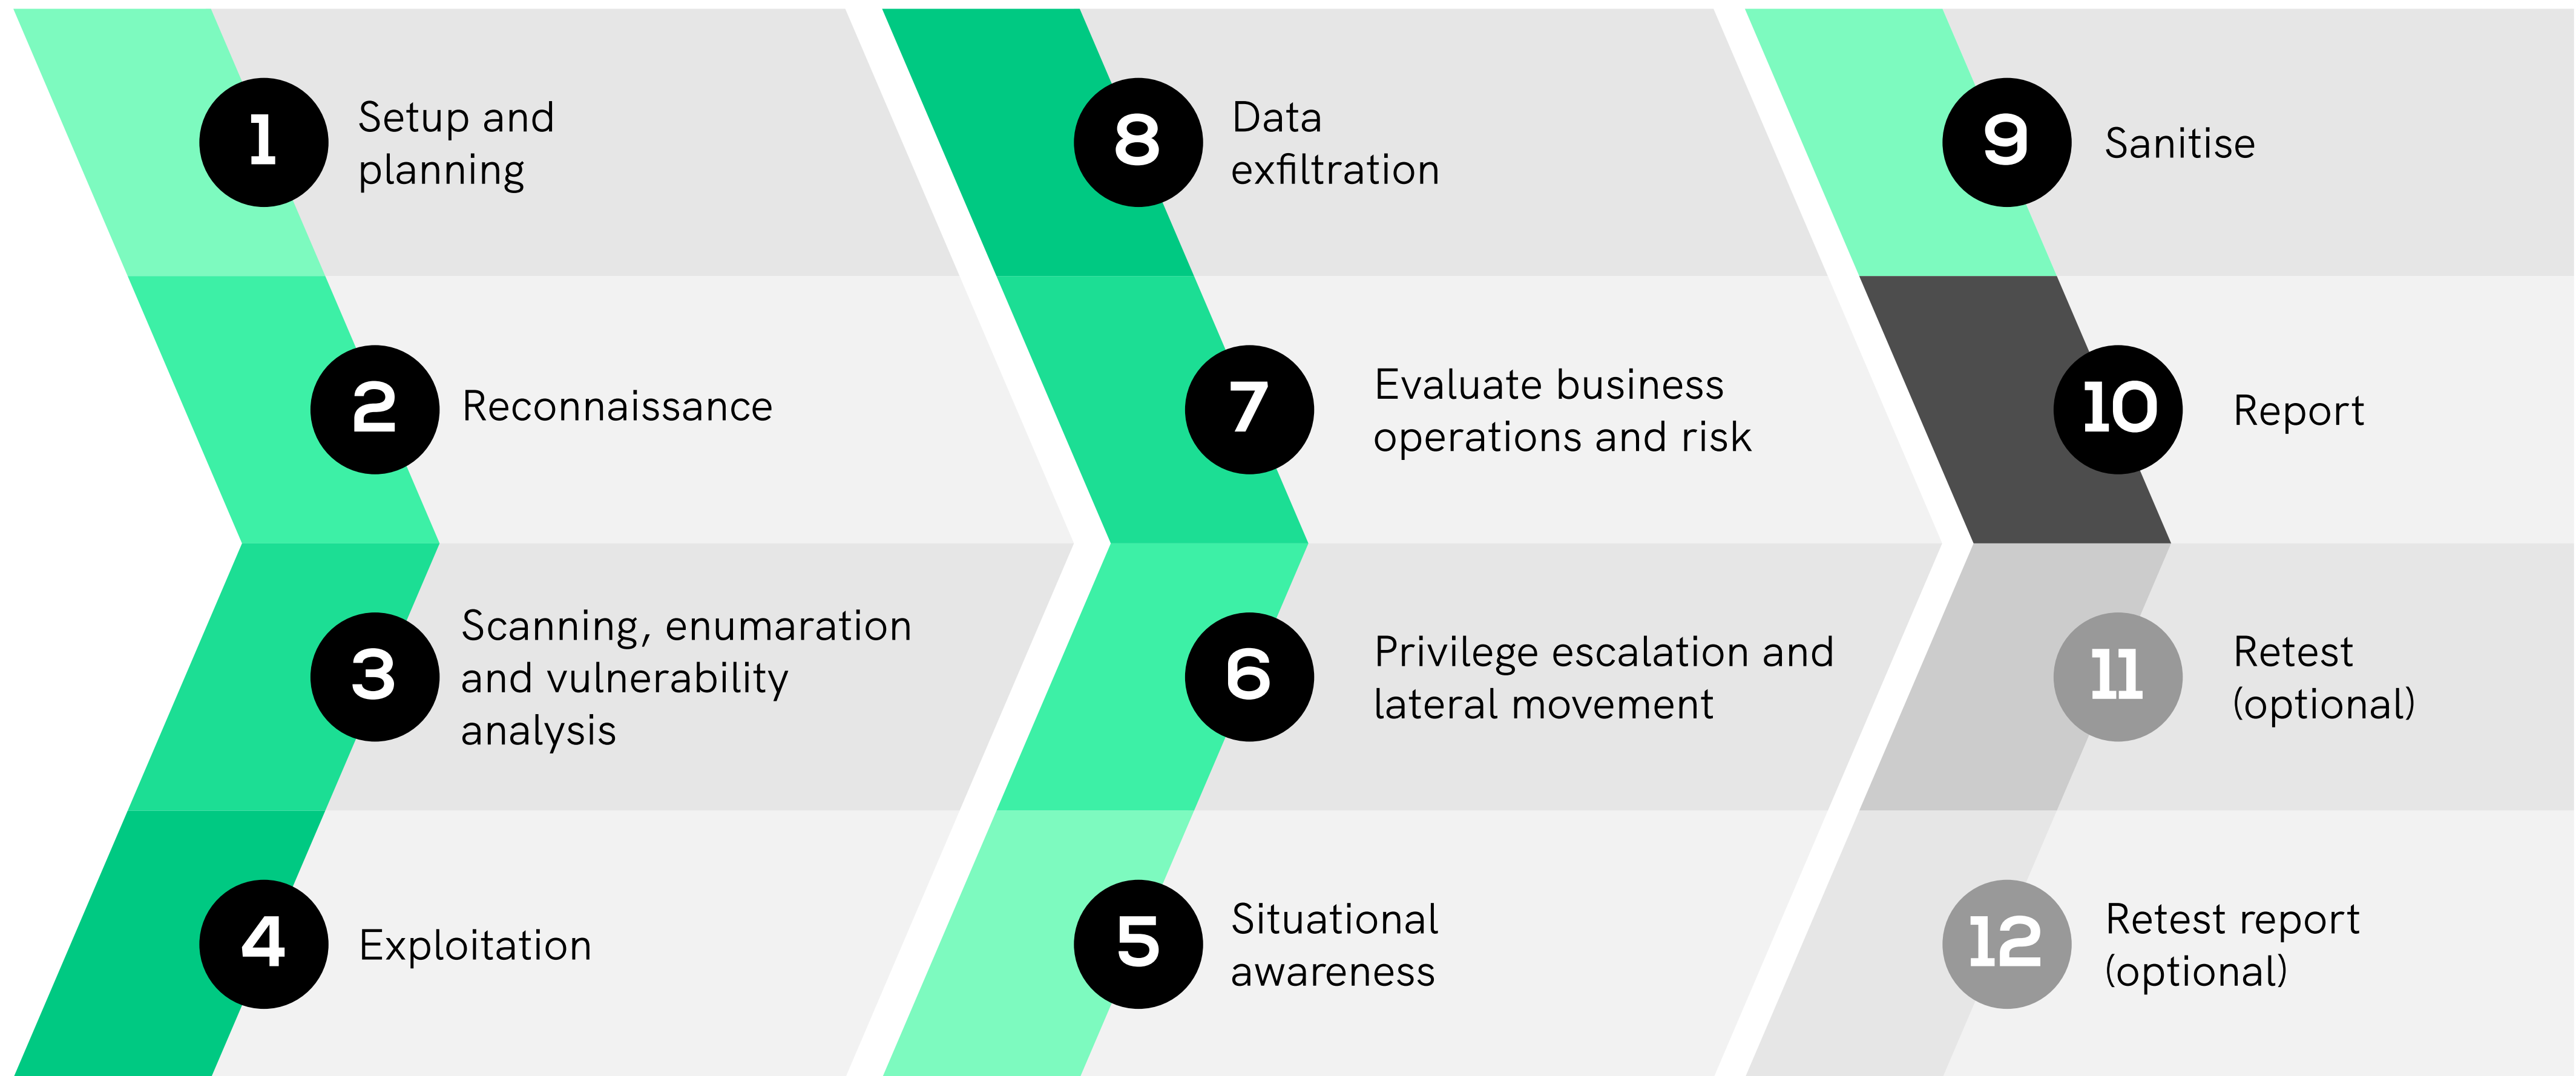 1
Setup and
planning
2
Reconnaissance
3
Scanning, enumaration
and vulnerability
analysis
4
Exploitation
8
Data
exfiltration
7
Evaluate business
operations and risk
6
Privilege escalation and
lateral movement
5
Situational
awareness
9
Sanitise
10
Report
11
Retest
(optional)
12
Retest report
(optional)